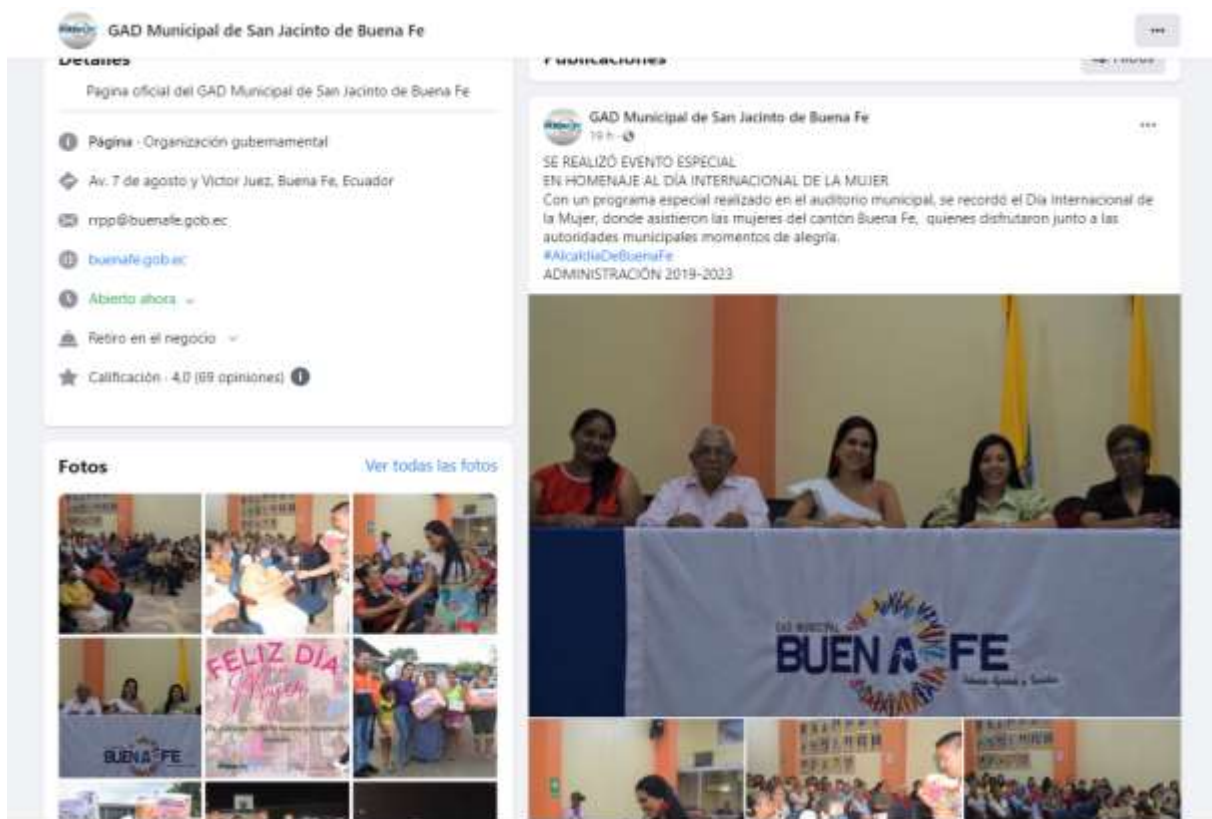 GAD Municipal de San Jacinto de Buena Fe
Detalles
Pagina oficial del GAD Municipal de San Jacinto de Buena Fe
Página · Organización gubernamental
Av. 7 de agosto y Victor Juez, Buena Fe, Ecuador
rrpp@buenafe.gob.ec
buenafe.gob.ec
Abierto ahora
Retiro en el negocio
Calificación · 4,0 (69 opiniones)
Fotos
Ver todas las fotos
FELIZ DÍA
Mujer
BUENA FE
Publicaciones
GAD Municipal de San Jacinto de Buena Fe
19 h
SE REALIZÓ EVENTO ESPECIAL
EN HOMENAJE AL DÍA INTERNACIONAL DE LA MUJER
Con un programa especial realizado en el auditorio municipal, se recordó el Día Internacional de
la Mujer, donde asistieron las mujeres del cantón Buena Fe, quienes disfrutaron junto a las
autoridades municipales momentos de alegría.
#AlcaldíaDeBuenaFe
ADMINISTRACIÓN 2019-2023
GAD MUNICIPAL
BUENA FE